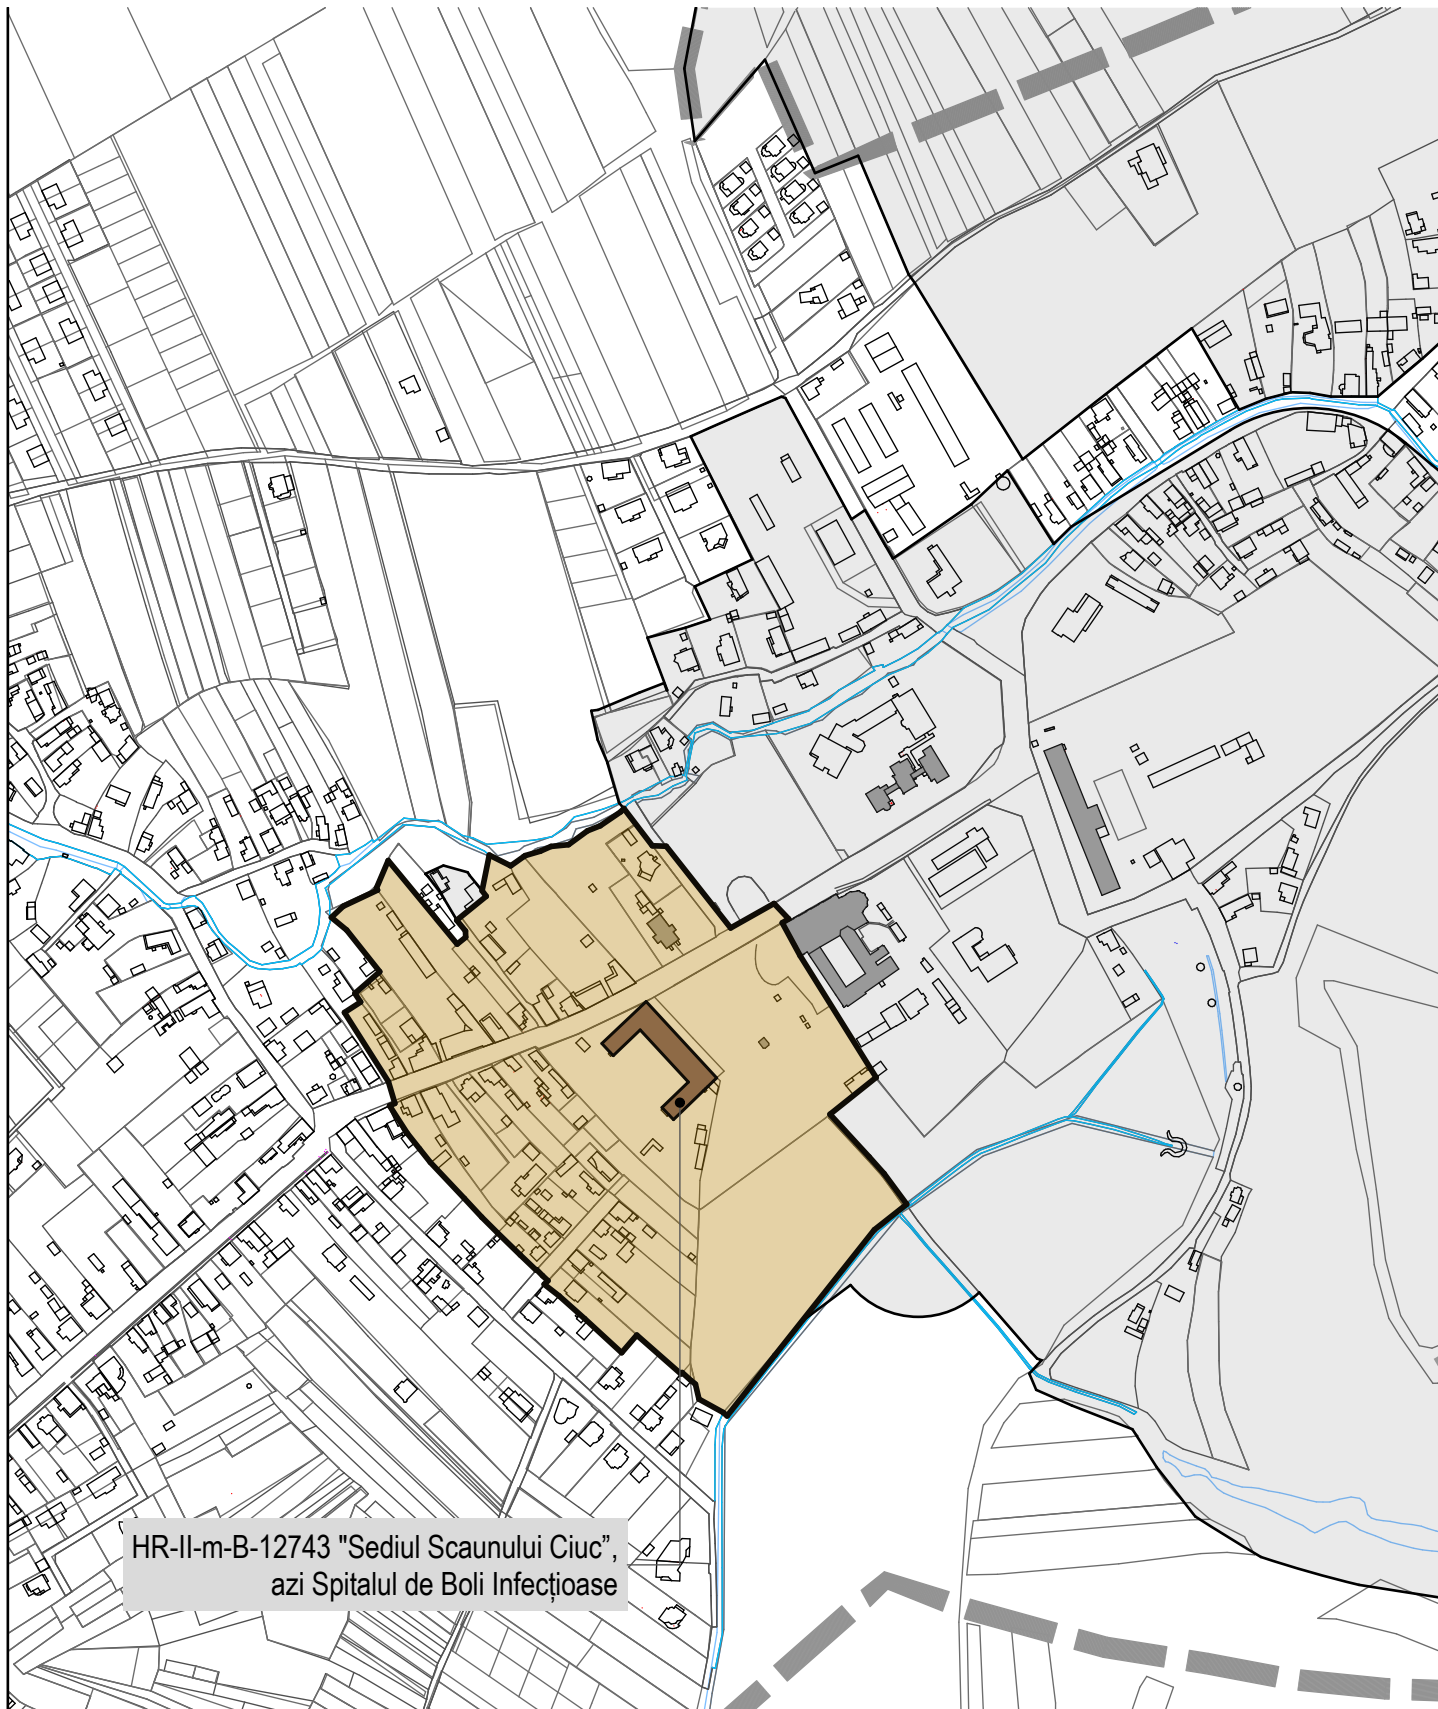 HR-II-m-B-12743 "Sediul Scaunului Ciuc”,
azi Spitalul de Boli Infecțioase